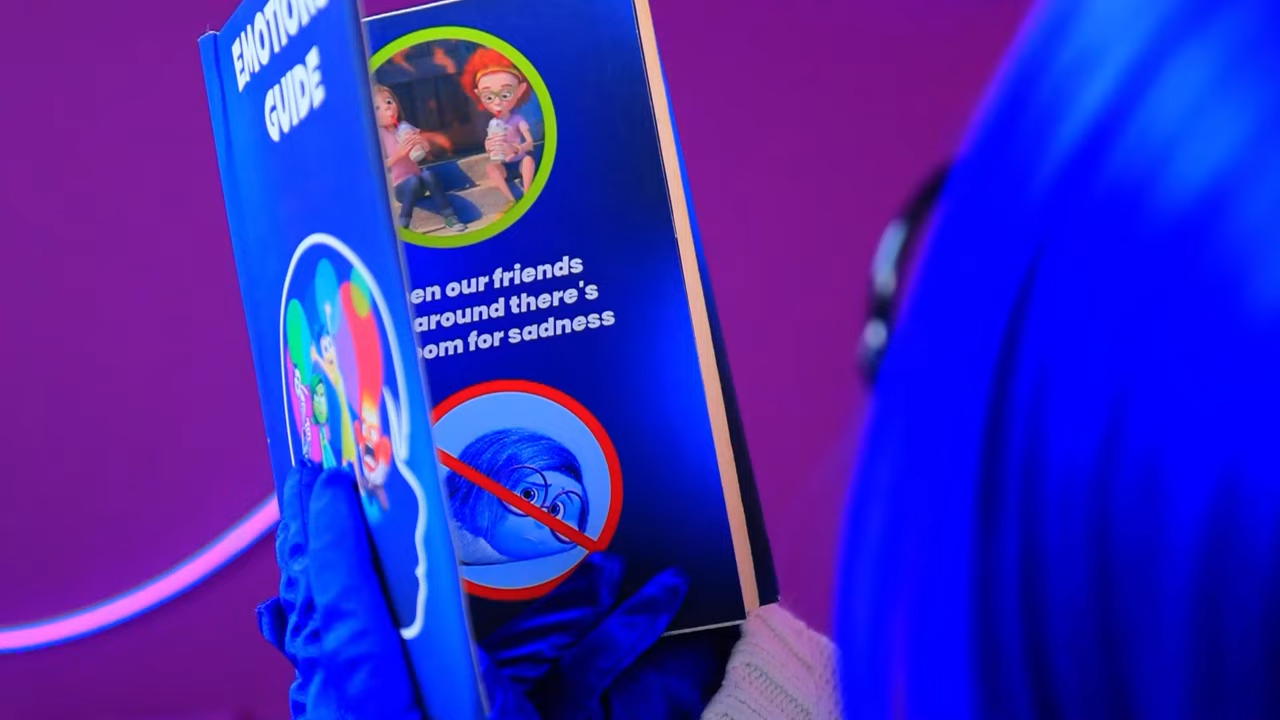 EMOTIONS
GUIDE
en our friends
around there's
oom for sadness